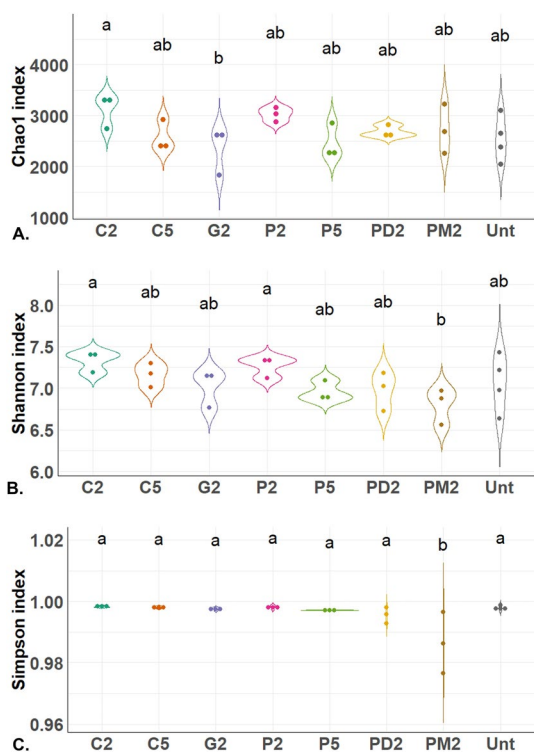 a ab b ab ab ab ab ab
Chao1 index
4000
3000
2000
1000
A.
C2 C5 G2 P2 P5 PD2 PM2 Unt
a ab ab a ab ab b ab
Shannon index
8.0
7.5
7.0
6.5
6.0
B.
C2 C5 G2 P2 P5 PD2 PM2 Unt
a a a a a a b a
Simpson index
1.02
1.00
0.98
0.96
C.
C2 C5 G2 P2 P5 PD2 PM2 Unt